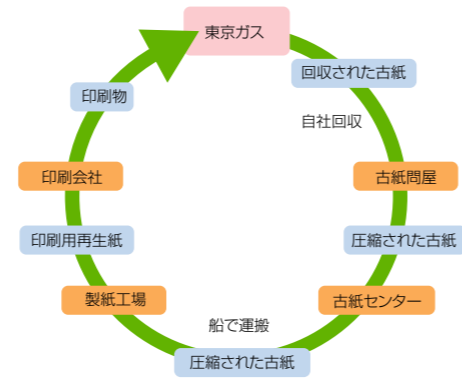 東京ガス
回収された古紙
自社回収
古紙問屋
圧縮された古紙
古紙センター
船で運搬
圧縮された古紙
製紙工場
印刷用再生紙
印刷会社
印刷物